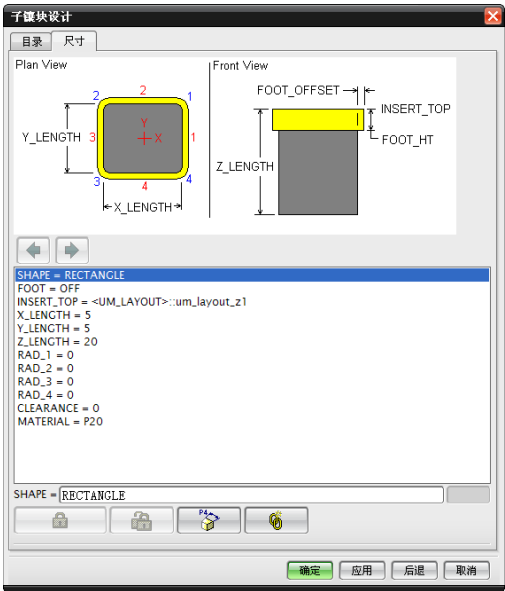 子镶块设计
目录 尺寸
Plan View
Front View
2 2 1
FOOT_OFFSET
INSERT_TOP
Y
Y_LENGTH 3 X 1
FOOT_HT
Z_LENGTH
3 4 4
X_LENGTH
SHAPE = RECTANGLE
FOOT = OFF
INSERT_TOP = <UM_LAYOUT>::um_layout_z1
X_LENGTH = 5
Y_LENGTH = 5
Z_LENGTH = 20
RAD_1 = 0
RAD_2 = 0
RAD_3 = 0
RAD_4 = 0
CLEARANCE = 0
MATERIAL = P20
SHAPE = RECTANGLE
P4
确定 应用 后退 取消